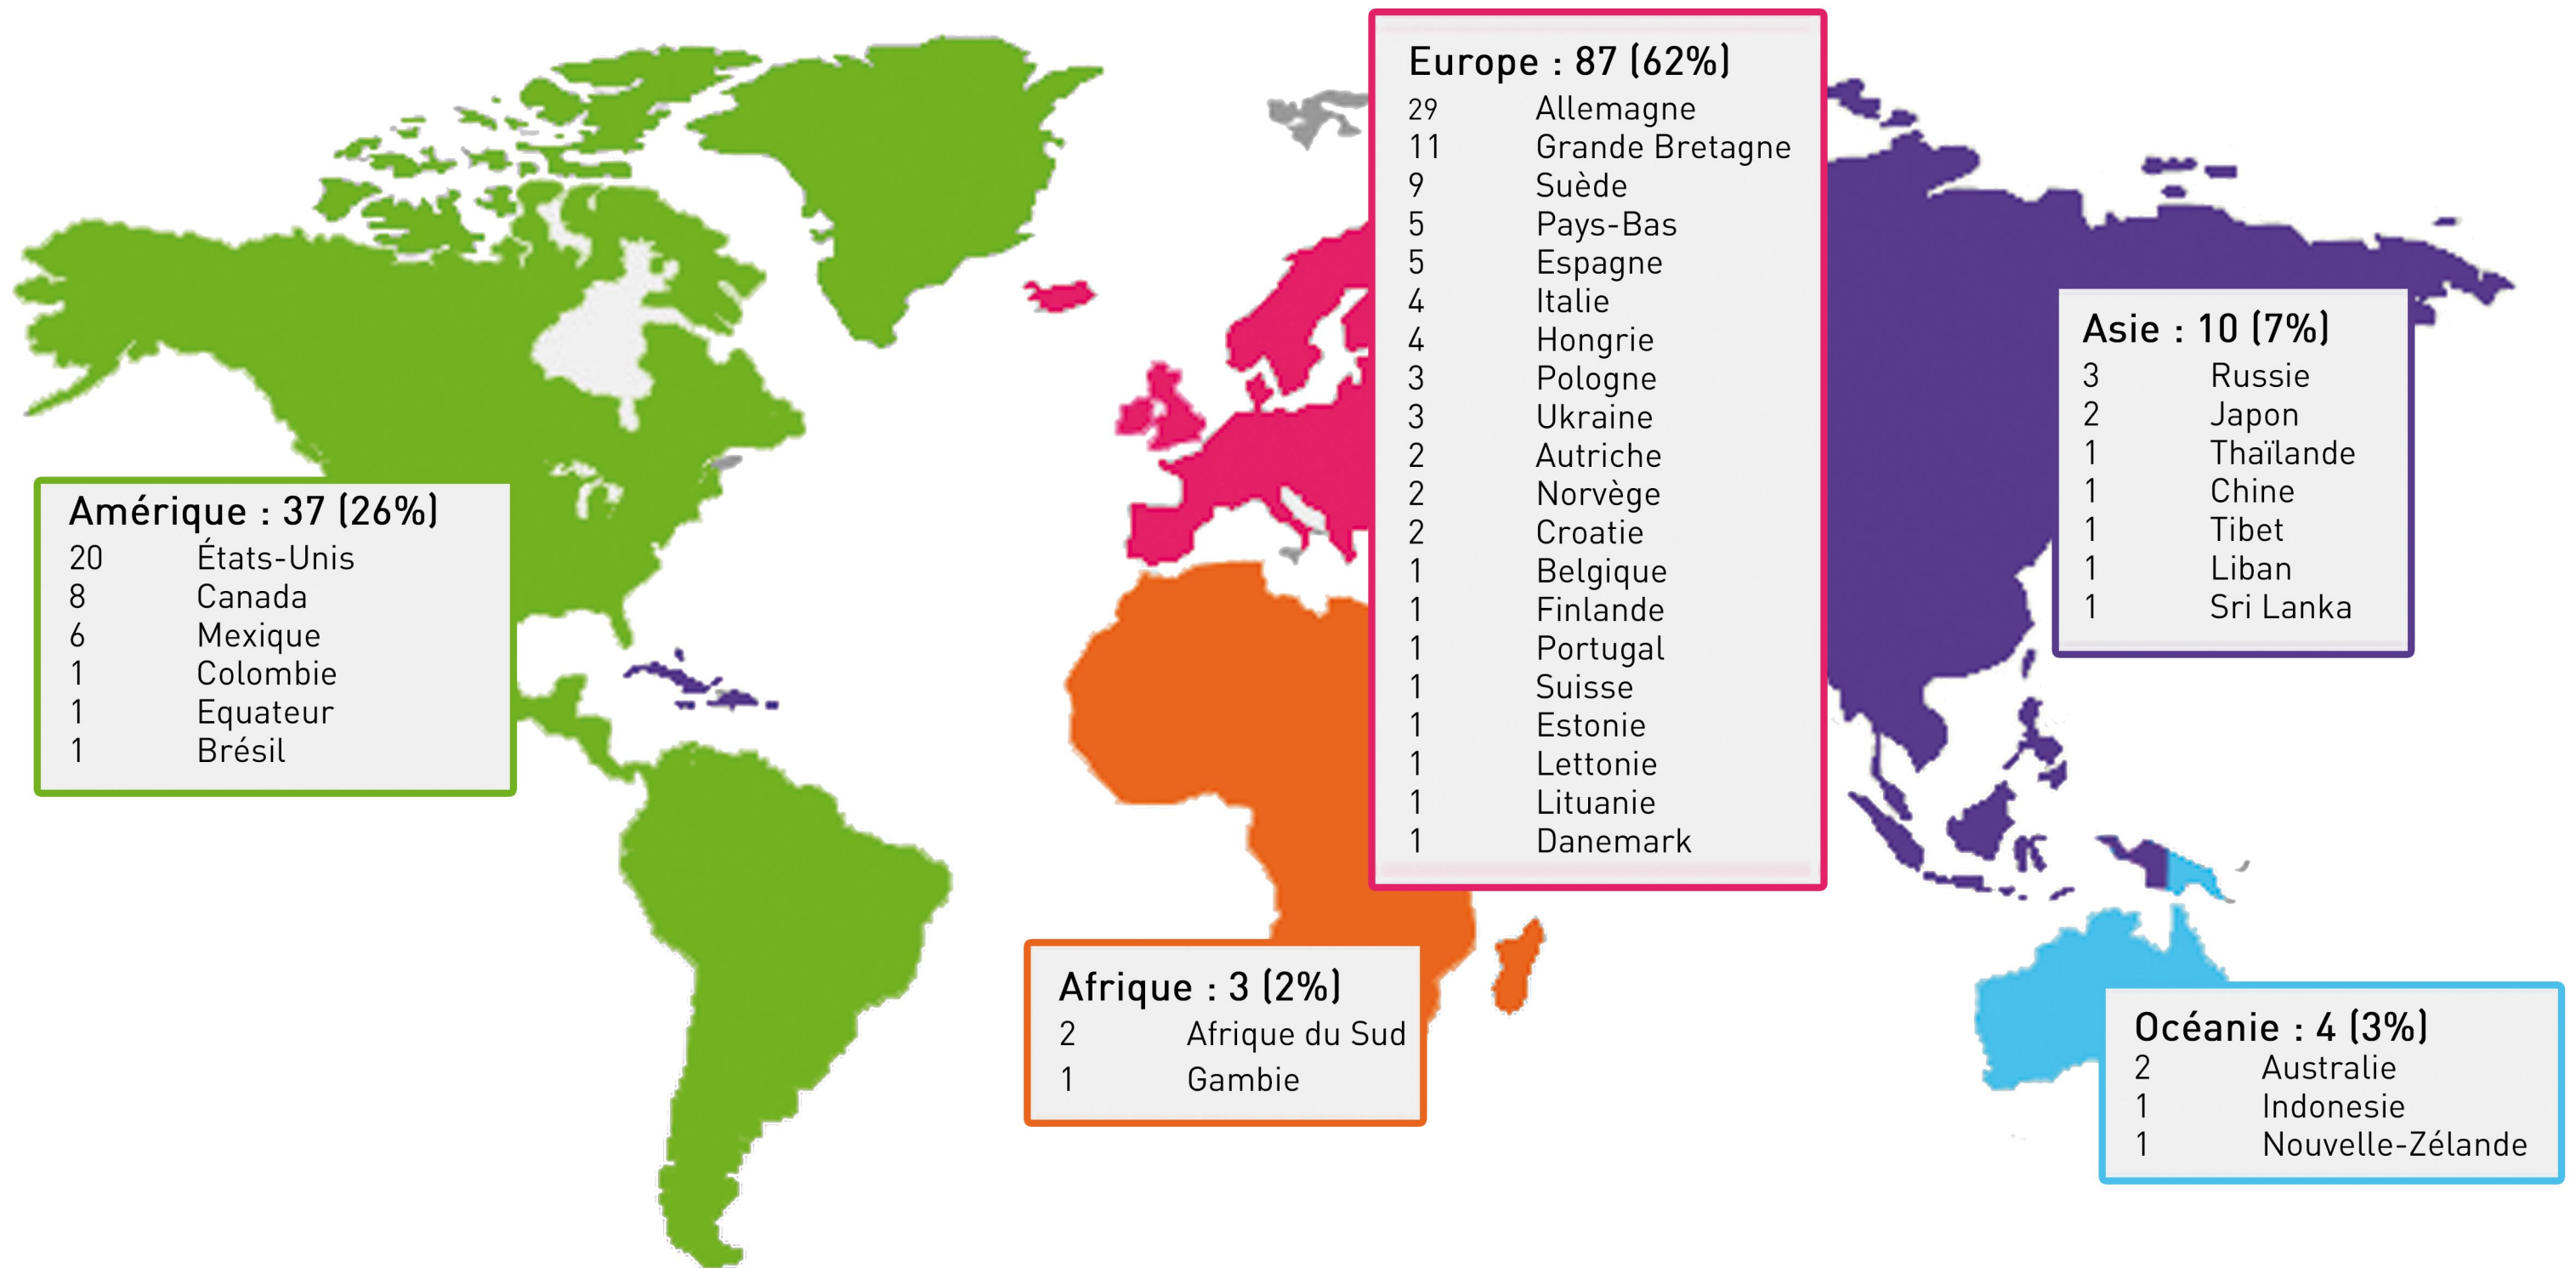 Europe : 87 (62%)
29 Allemagne
11 Grande Bretagne
9 Suède
5 Pays-Bas
5 Espagne
4 Italie
4 Hongrie
3 Pologne
3 Ukraine
2 Autriche
2 Norvège
2 Croatie
1 Belgique
1 Finlande
1 Portugal
1 Suisse
1 Estonie
1 Lettonie
1 Lituanie
1 Danemark
Asie : 10 (7%)
3 Russie
2 Japon
1 Thaïlande
1 Chine
1 Tibet
1 Liban
1 Sri Lanka
Amérique : 37 (26%)
20 États-Unis
8 Canada
6 Mexique
1 Colombie
1 Equateur
1 Brésil
Afrique : 3 (2%)
2 Afrique du Sud
1 Gambie
Océanie : 4 (3%)
2 Australie
1 Indonesie
1 Nouvelle-Zélande